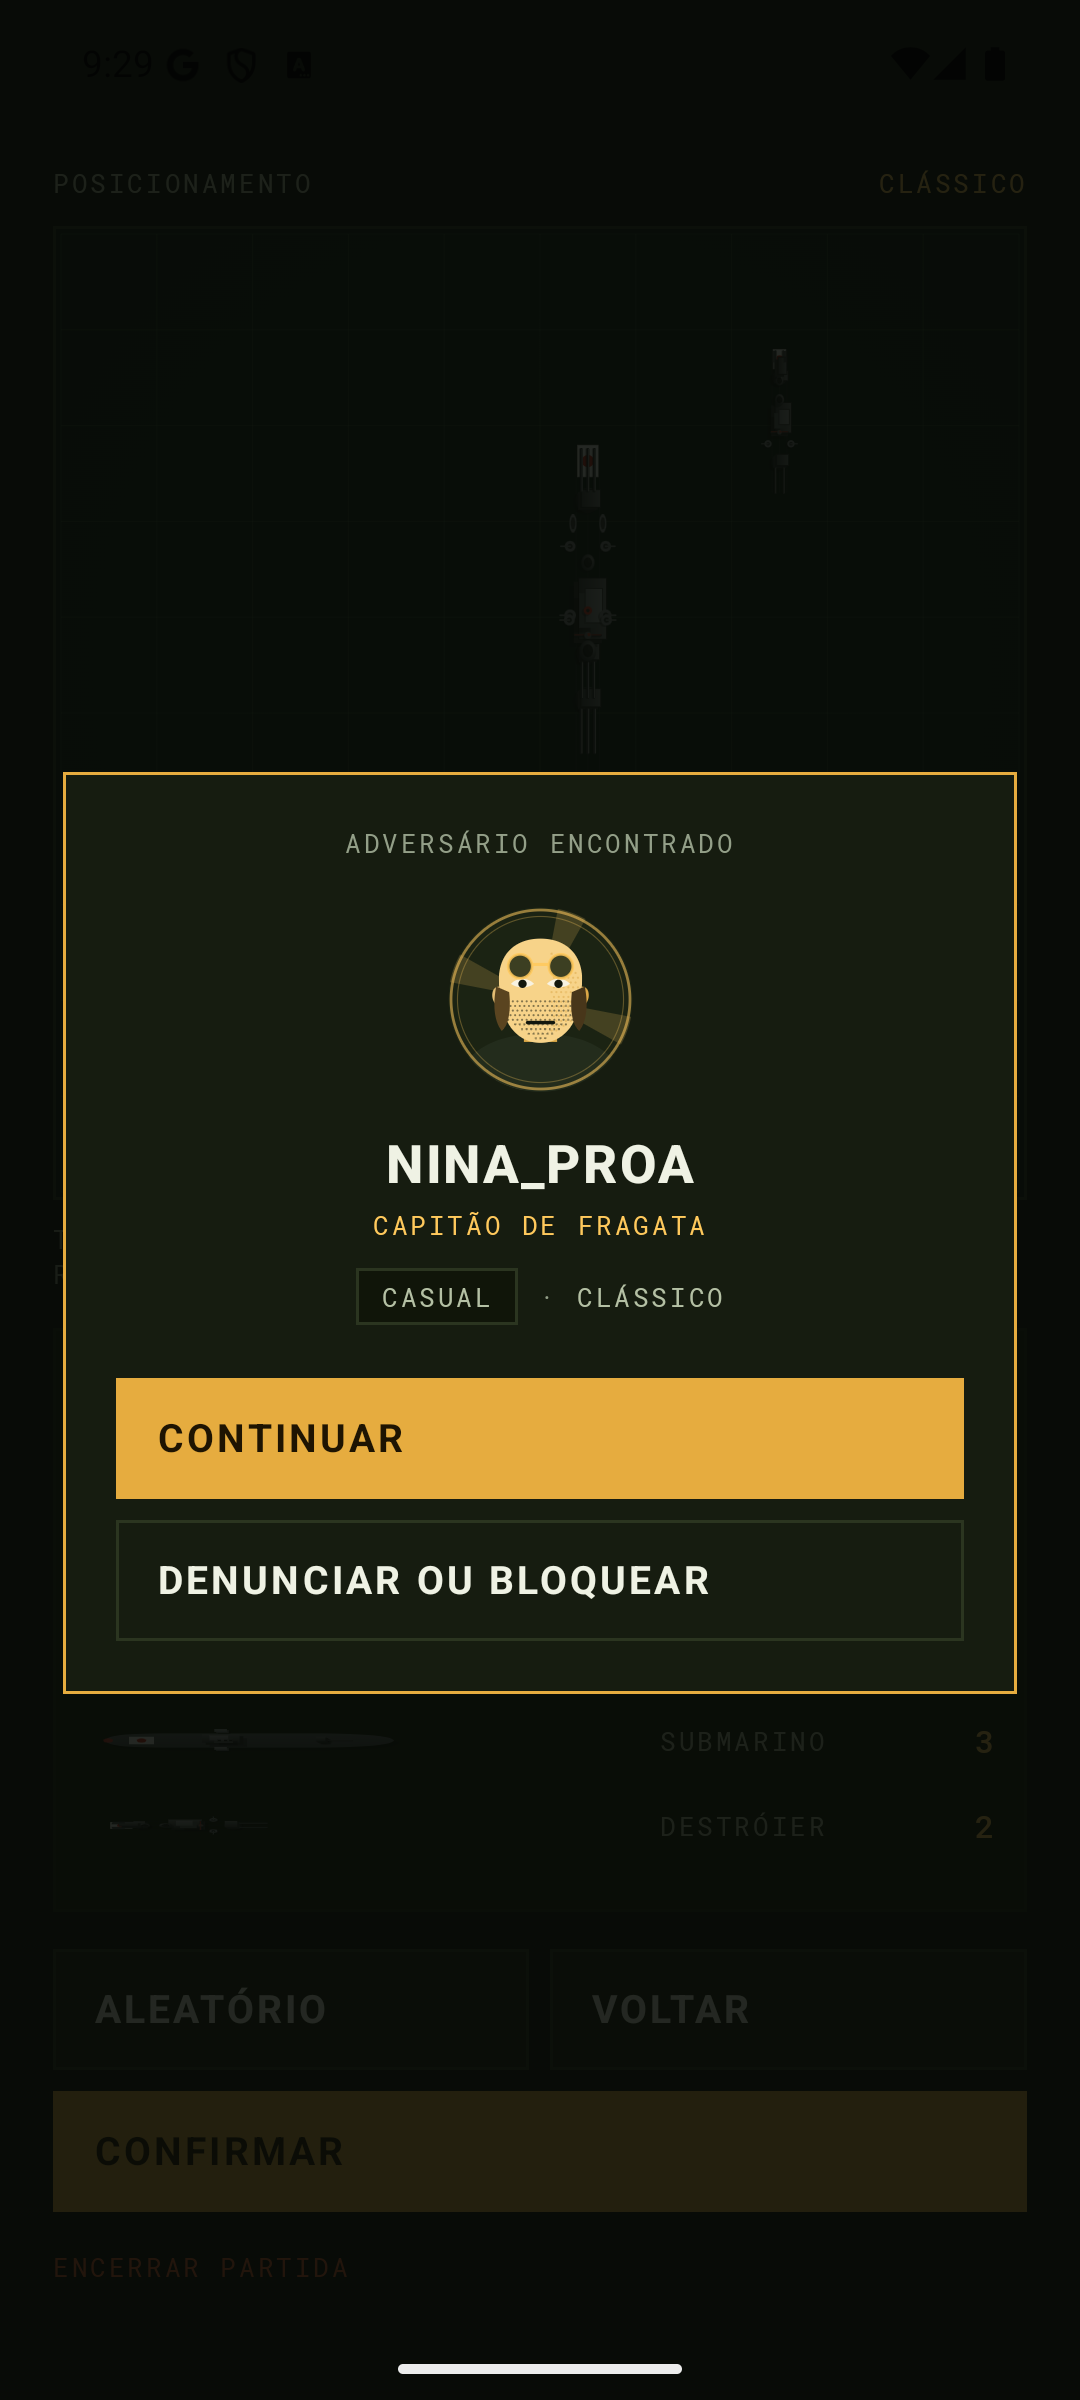 9:29
POSICIONAMENTO
CLÁSSICO
ADVERSÁRIO ENCONTRADO
NINA_PROA
CAPITÃO DE FRAGATA
CASUAL · CLÁSSICO
CONTINUAR
DENUNCIAR OU BLOQUEAR
SUBMARINO 3
DESTRÓIER 2
ALEATÓRIO
VOLTAR
CONFIRMAR
ENCERRAR PARTIDA